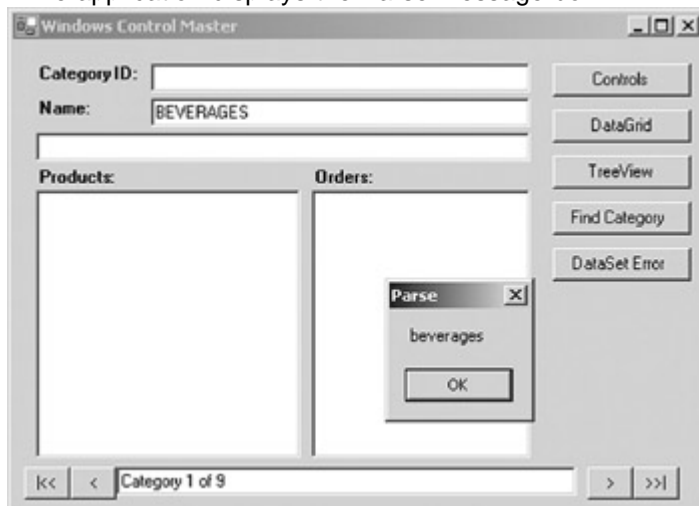 Windows Control Master
Category ID:
Controls
Name:
BEVERAGES
DataGrid
TreeView
Products:
Orders:
Find Category
DataSet Error
Parse
beverages
OK
|<<
<
Category 1 of 9
>
>>|